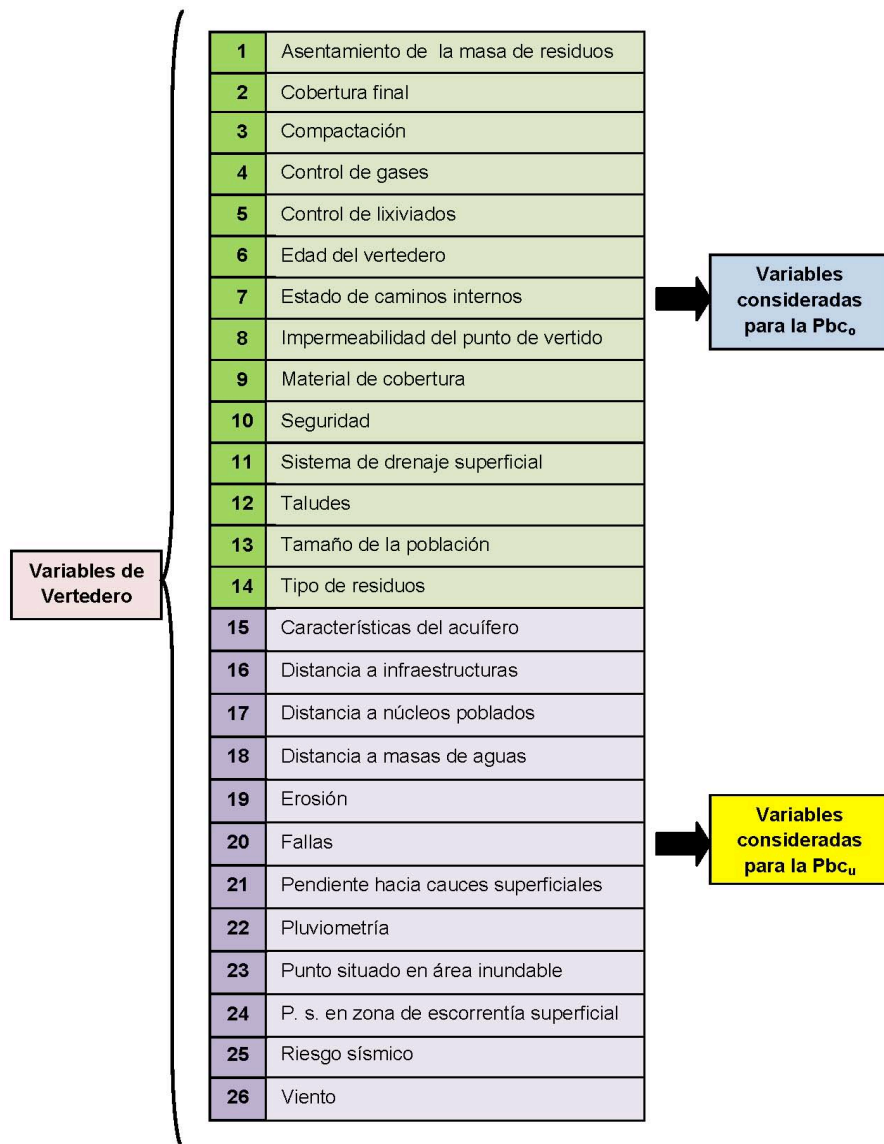 Variables de
Vertedero
1 Asentamiento de la masa de residuos
2 Cobertura final
3 Compactación
4 Control de gases
5 Control de lixiviados
6 Edad del vertedero
7 Estado de caminos internos
8 Impermeabilidad del punto de vertido
9 Material de cobertura
10 Seguridad
11 Sistema de drenaje superficial
12 Taludes
13 Tamaño de la población
14 Tipo de residuos
15 Características del acuífero
16 Distancia a infraestructuras
17 Distancia a núcleos poblados
18 Distancia a masas de aguas
19 Erosión
20 Fallas
21 Pendiente hacia cauces superficiales
22 Pluviometría
23 Punto situado en área inundable
24 P. s. en zona de escorrentía superficial
25 Riesgo sísmico
26 Viento
Variables
consideradas
para la Pbcₒ
Variables
consideradas
para la Pbcᵤ